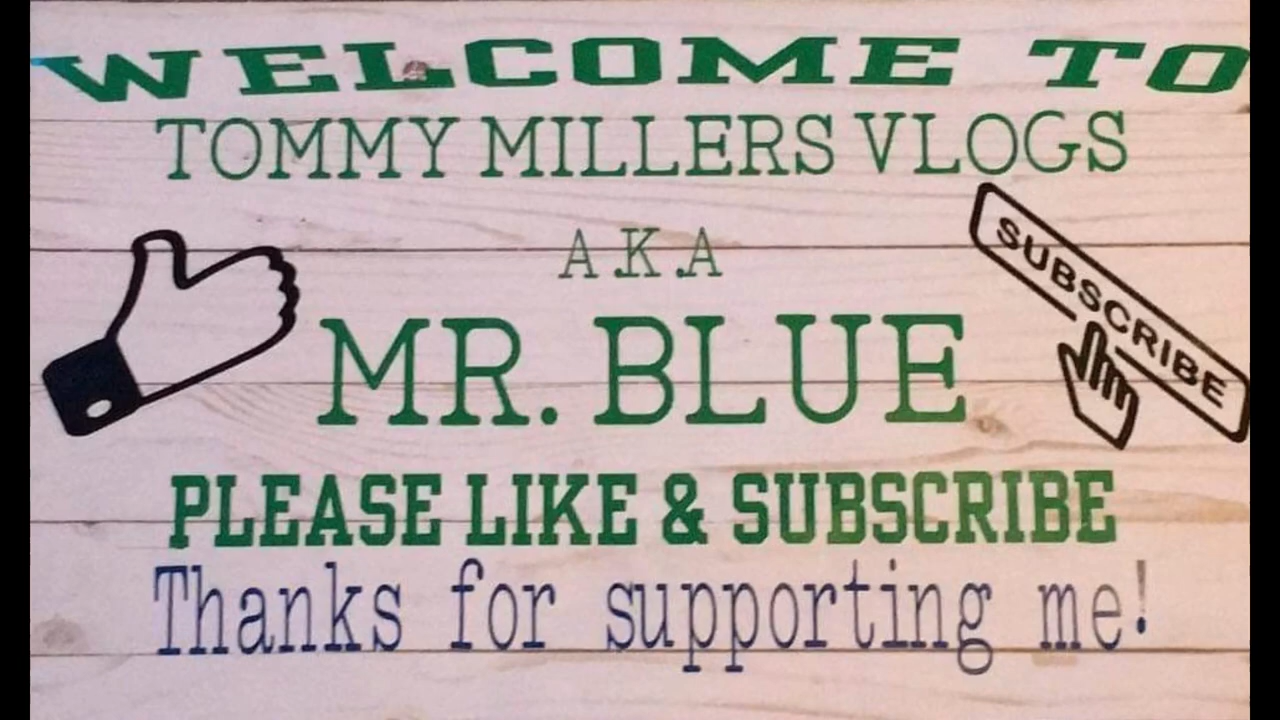 WELCOME TO
TOMMY MILLERS VLOGS
A.K.A
MR. BLUE
SUBSCRIBE
PLEASE LIKE & SUBSCRIBE
Thanks for supporting me!